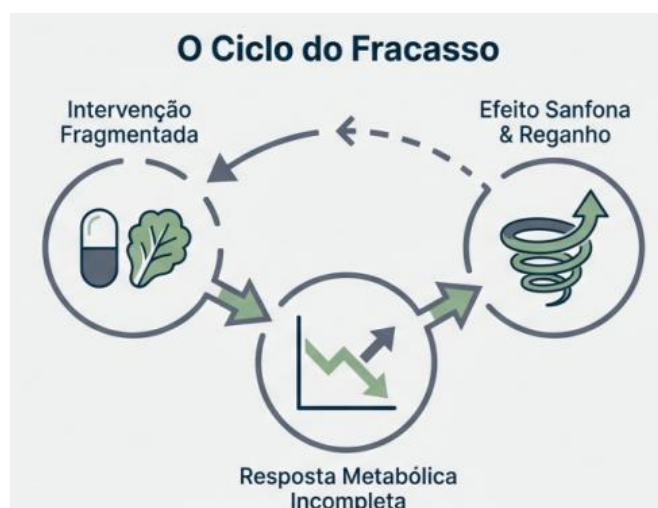 O Ciclo do Fracasso
Intervenção
Fragmentada
Efeito Sanfona
& Reganho
Resposta Metabólica
Incompleta